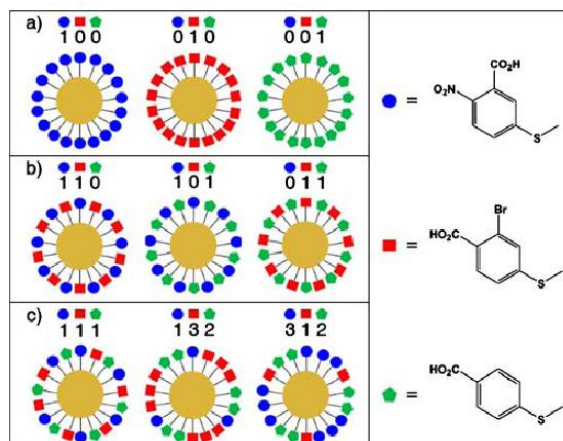 a)
1 0 0
0 1 0
0 0 1
b)
1 1 0
1 0 1
0 1 1
c)
1 1 1
1 3 2
3 1 2
=
CO₂H
O₂N
S
=
Br
HO₂C
S
=
HO₂C
S